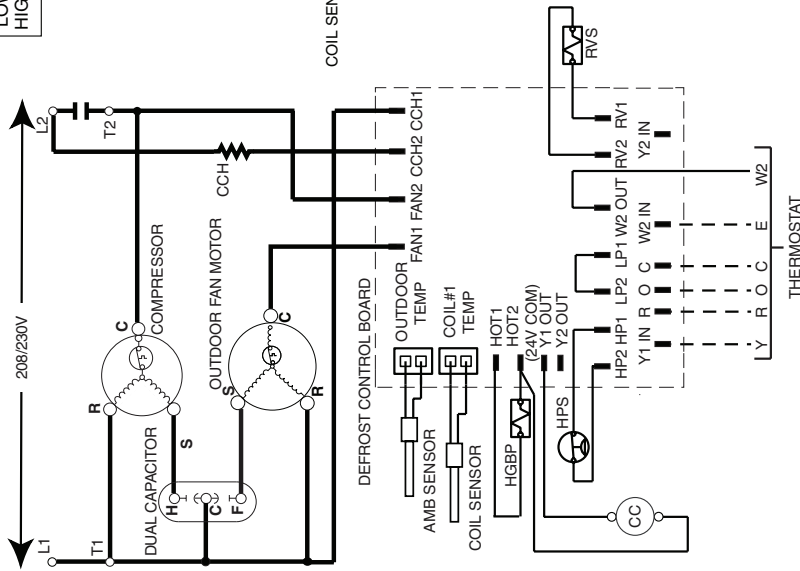 LOW
HIG
COIL SEN
208/230V
L1
L2
T1
T2
CCH
COMPRESSOR
R
C
S
DUAL CAPACITOR
H
C
F
OUTDOOR FAN MOTOR
S
C
R
DEFROST CONTROL BOARD
FAN1 FAN2 CCH2 CCH1
OUTDOOR
TEMP
AMB SENSOR
COIL#1
TEMP
COIL SENSOR
HOT1
HOT2
(24V COM)
Y1 OUT
Y2 OUT
HGBP
HPS
CC
RVS
HP2 HP1
LP2 LP1
W2 OUT
RV2 RV1
Y1 IN
R
O
C
W2 IN
Y2 IN
Y R O C E W2
THERMOSTAT